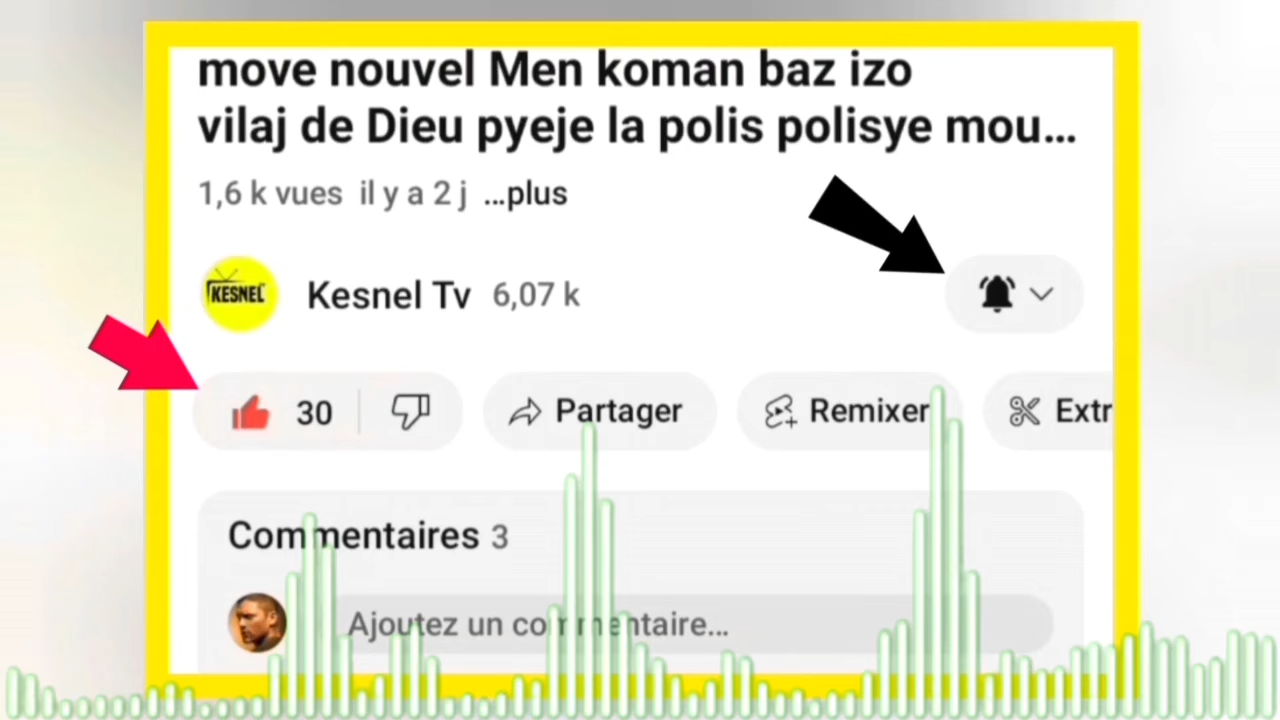 move nouvel Men koman baz izo
vilaj de Dieu pyeje la polis polisye mou...
1,6 k vues il y a 2 j ...plus
KESNEL
Kesnel Tv 6,07 k
30 Partager Remixer Extr
Commentaires 3
Ajoutez un commentaire...